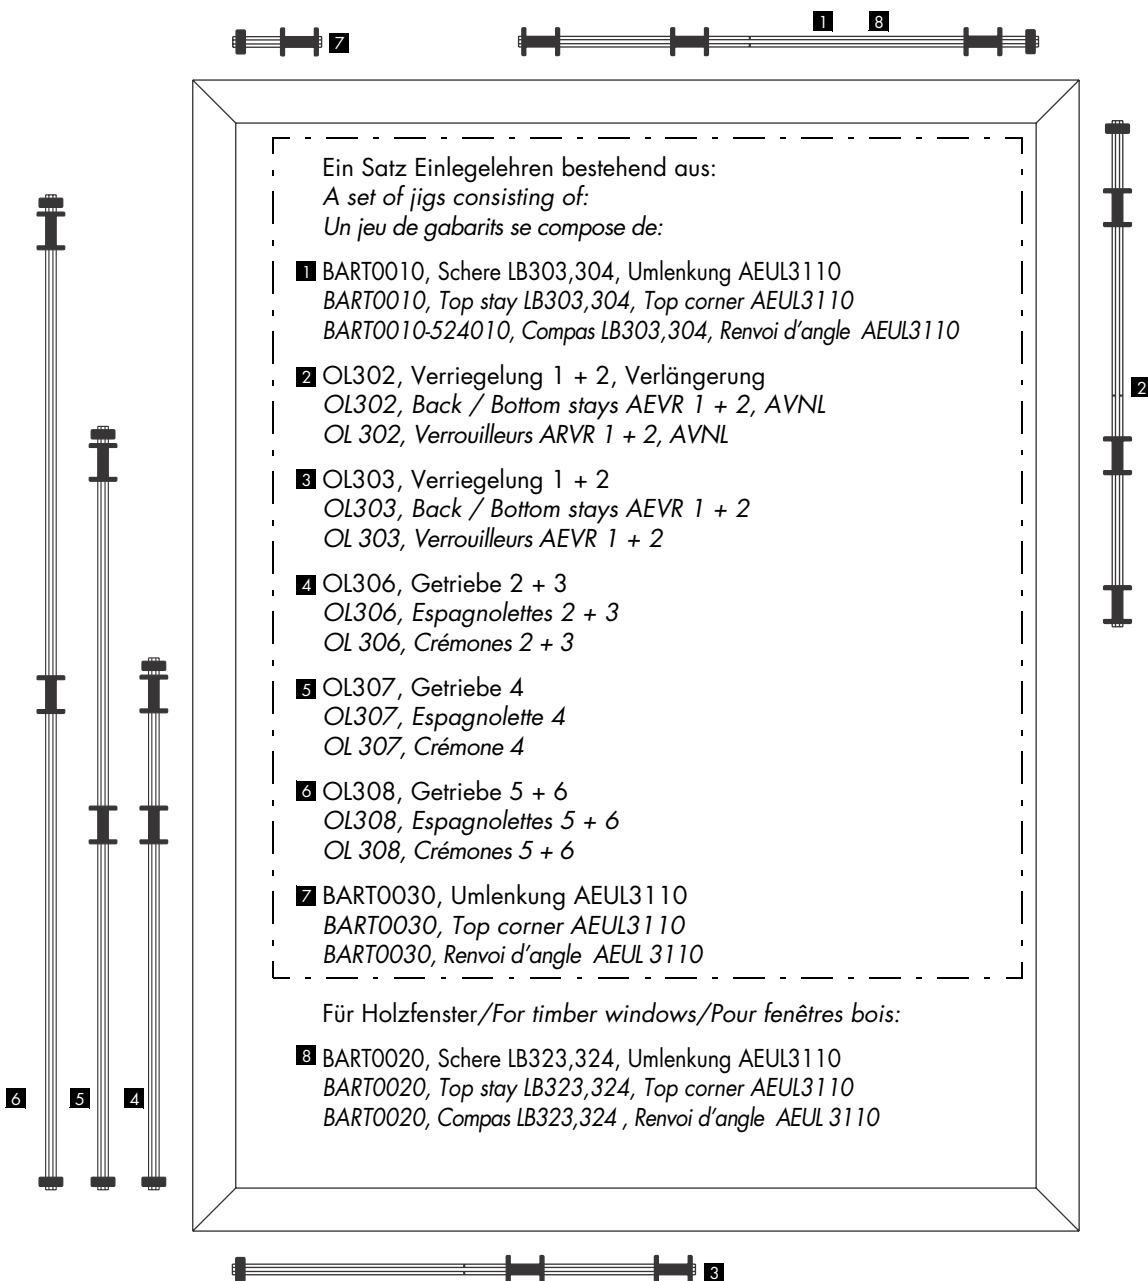 7
1 8
Ein Satz Einlegelehren bestehend aus:
A set of jigs consisting of:
Un jeu de gabarits se compose de:
1 BART0010, Schere LB303,304, Umlenkung AEUL3110
BART0010, Top stay LB303,304, Top corner AEUL3110
BART0010-524010, Compas LB303,304, Renvoi d'angle AEUL3110
2 OL302, Verriegelung 1 + 2, Verlängerung
OL302, Back / Bottom stays AEVR 1 + 2, AVNL
OL 302, Verrouilleurs ARVR 1 + 2, AVNL
2
3 OL303, Verriegelung 1 + 2
OL303, Back / Bottom stays AEVR 1 + 2
OL 303, Verrouilleurs AEVR 1 + 2
4 OL306, Getriebe 2 + 3
OL306, Espagnolettes 2 + 3
OL 306, Crémones 2 + 3
5 OL307, Getriebe 4
OL307, Espagnolette 4
OL 307, Crémone 4
6 OL308, Getriebe 5 + 6
OL308, Espagnolettes 5 + 6
OL 308, Crémones 5 + 6
7 BART0030, Umlenkung AEUL3110
BART0030, Top corner AEUL3110
BART0030, Renvoi d'angle AEUL 3110
Für Holzfenster/For timber windows/Pour fenêtres bois:
8 BART0020, Schere LB323,324, Umlenkung AEUL3110
BART0020, Top stay LB323,324, Top corner AEUL3110
BART0020, Compas LB323,324 , Renvoi d'angle AEUL 3110
6 5 4
3